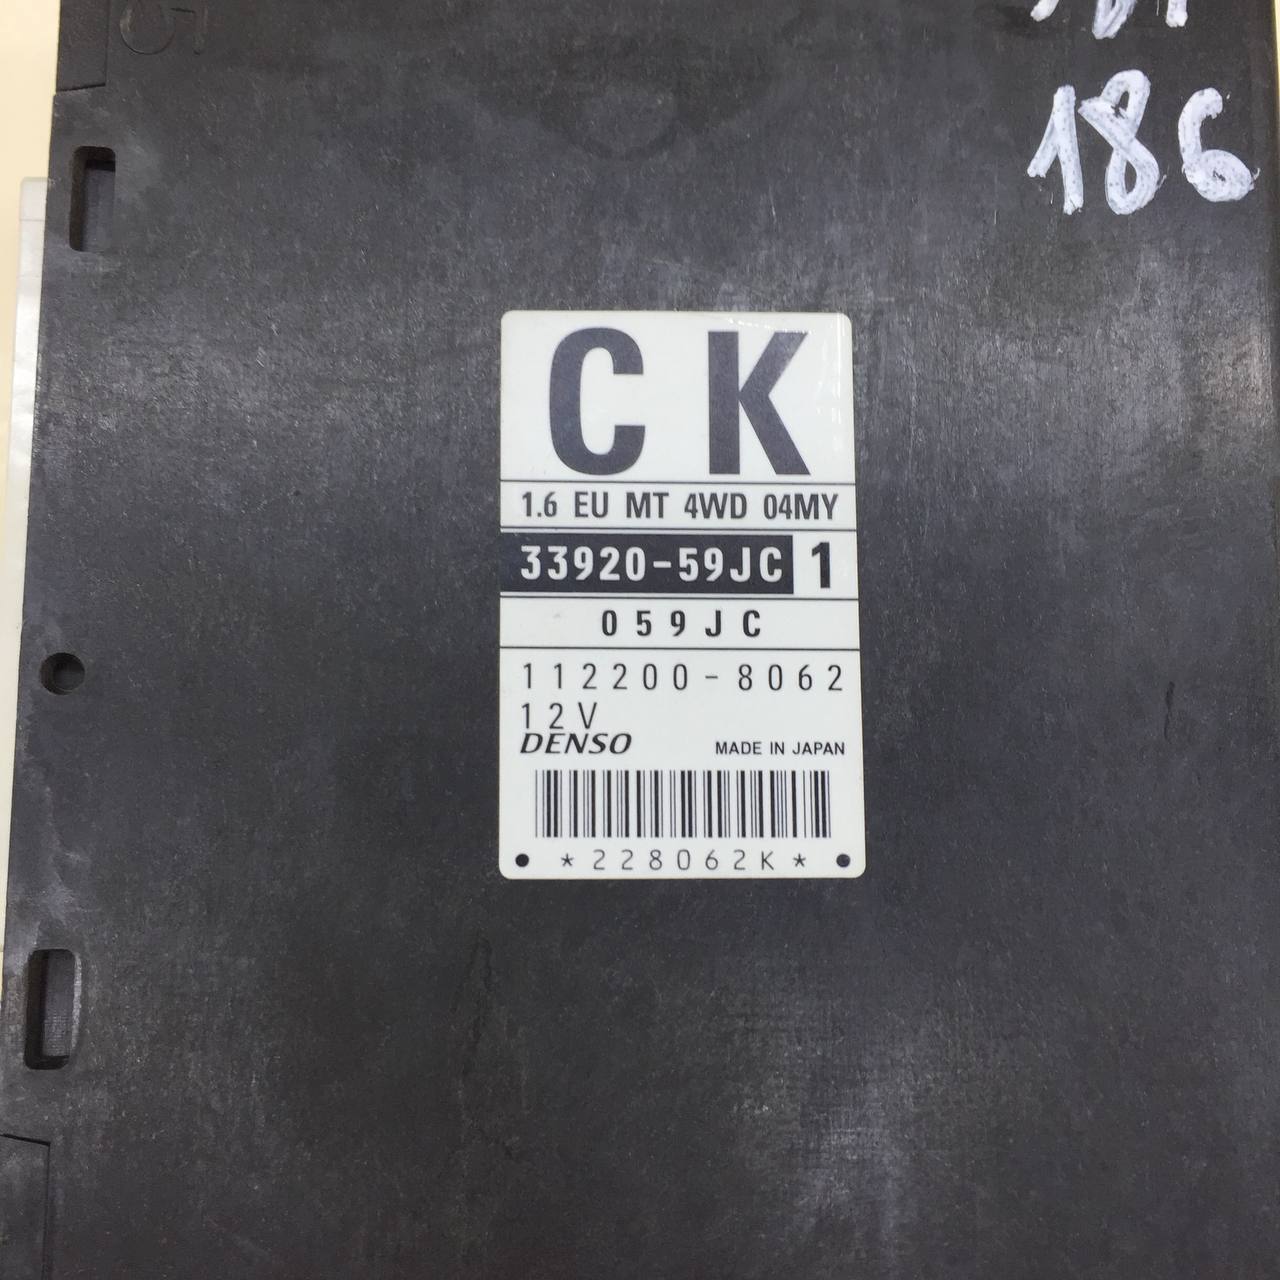 186
C K
1.6 EU MT 4WD 04MY
33920-59JC 1
059JC
112200-8062
12V
DENSO MADE IN JAPAN
*228062K*